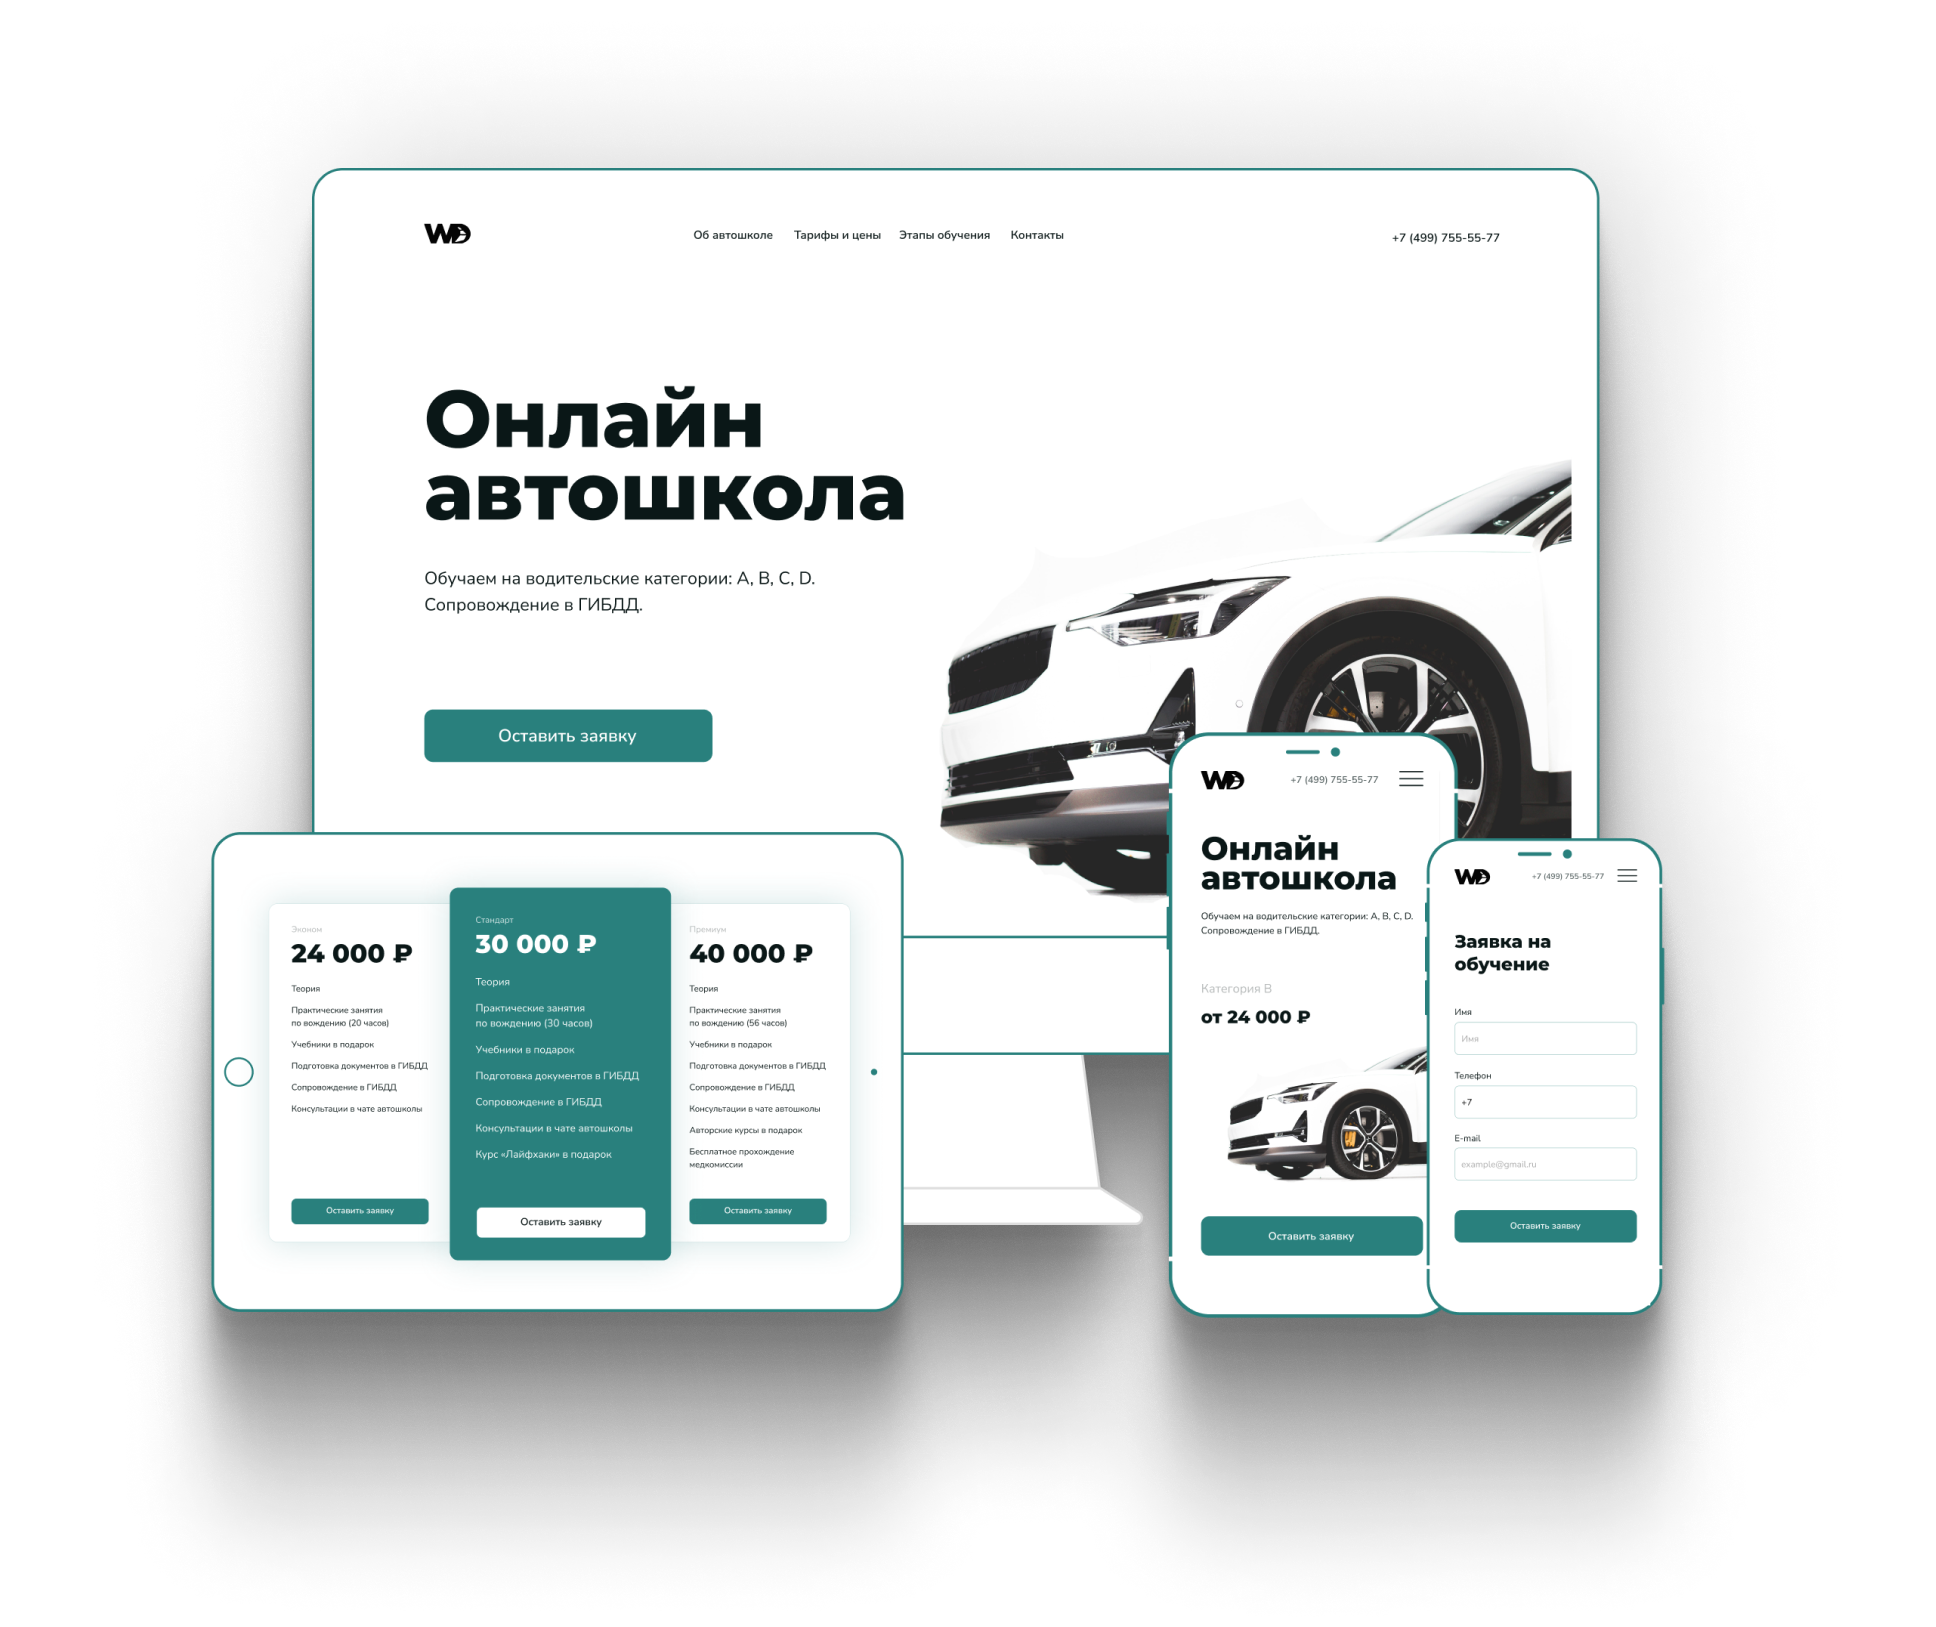 WD
Об автошколе
Тарифы и цены
Этапы обучения
Контакты
+7 (499) 755-55-77
Онлайн
автошкола
Обучаем на водительские категории: A, B, C, D.
Сопровождение в ГИБДД.
Оставить заявку
Эконом
24 000 ₽
Теория
Практические занятия
по вождению (20 часов)
Учебники в подарок
Подготовка документов в ГИБДД
Сопровождение в ГИБДД
Консультации в чате автошколы
Оставить заявку
Стандарт
30 000 ₽
Теория
Практические занятия
по вождению (30 часов)
Учебники в подарок
Подготовка документов в ГИБДД
Сопровождение в ГИБДД
Консультации в чате автошколы
Курс «Лайфхаки» в подарок
Оставить заявку
Премиум
40 000 ₽
Теория
Практические занятия
по вождению (56 часов)
Учебники в подарок
Подготовка документов в ГИБДД
Сопровождение в ГИБДД
Консультации в чате автошколы
Авторские курсы в подарок
Бесплатное прохождение
медкомиссии
Оставить заявку
WD
+7 (499) 755-55-77
Онлайн
автошкола
Обучаем на водительские категории: A, B, C, D.
Сопровождение в ГИБДД.
Категория B
от 24 000 ₽
Оставить заявку
WD
+7 (499) 755-55-77
Заявка на
обучение
Имя
Имя
Телефон
+7
E-mail
example@gmail.ru
Оставить заявку